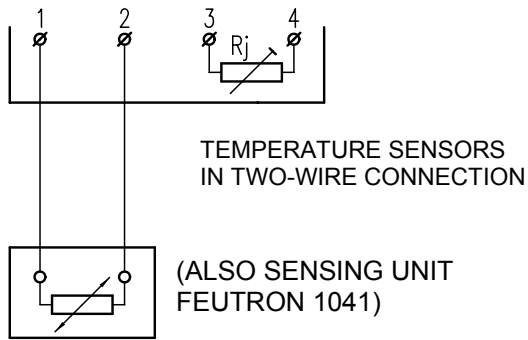 1 2 3 4
Rj
TEMPERATURE SENSORS
IN TWO-WIRE CONNECTION
(ALSO SENSING UNIT
FEUTRON 1041)